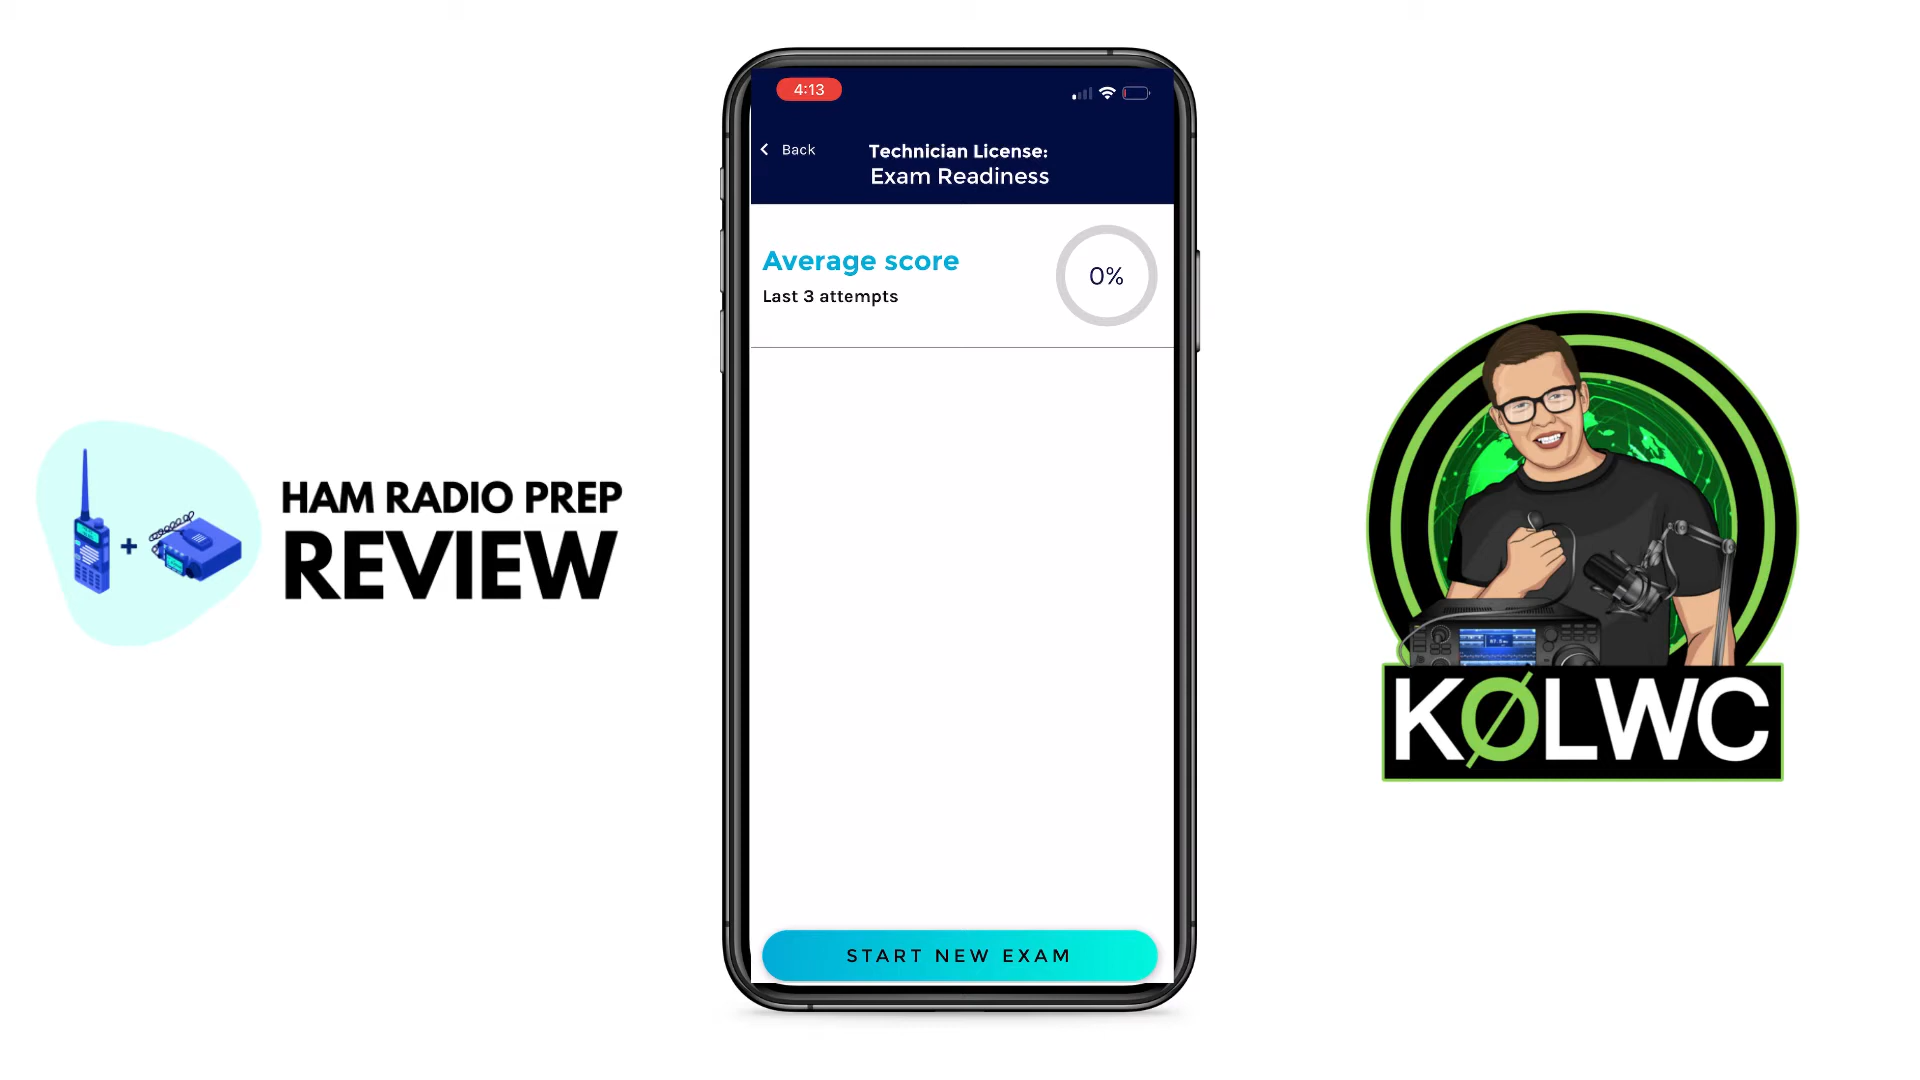 4:13
Back
Technician License:
Exam Readiness
Average score
Last 3 attempts
0%
START NEW EXAM
HAM RADIO PREP
REVIEW
KØLWC